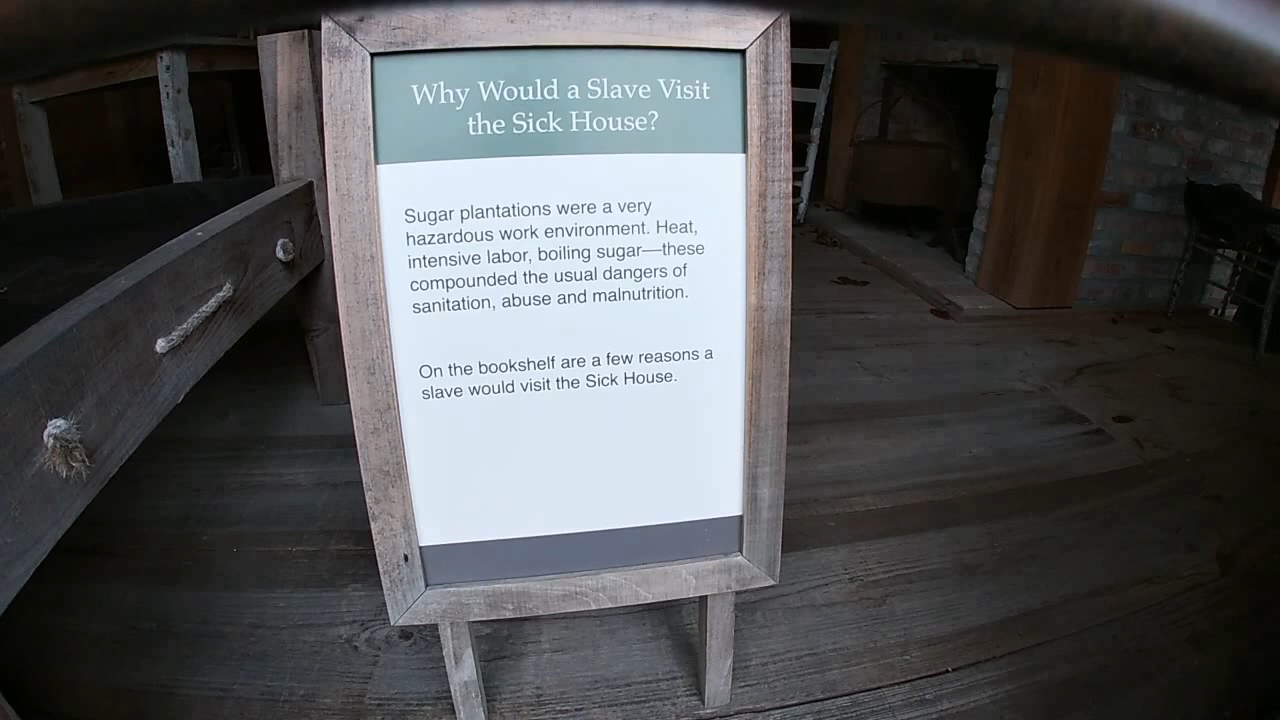 Why Would a Slave Visit
the Sick House?
Sugar plantations were a very
hazardous work environment. Heat,
intensive labor, boiling sugar—these
compounded the usual dangers of
sanitation, abuse and malnutrition.
On the bookshelf are a few reasons a
slave would visit the Sick House.